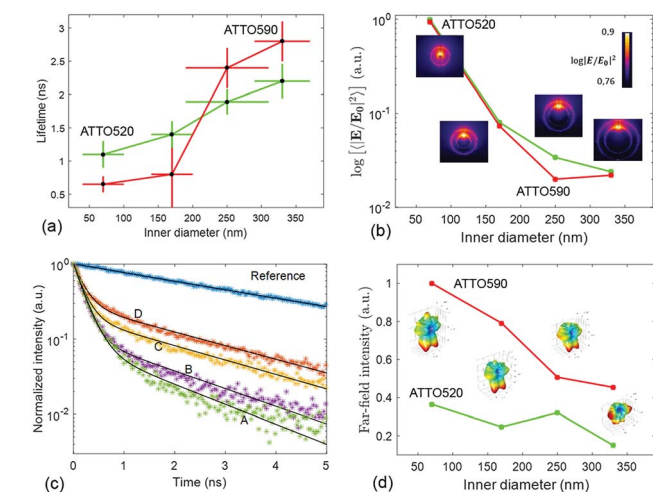 3
2.5
2
1.5
1
0.5
Lifetime (ns)
ATTO590
ATTO520
50 100 150 200 250 300 350
Inner diameter (nm)
(a)
10^0
10^-1
10^-2
log [⟨|E/E0|^2⟩] (a.u.)
ATTO520
0,9
log|E/E0|^2
0,76
ATTO590
50 100 150 200 250 300 350
Inner diameter (nm)
(b)
10^0
10^-1
10^-2
Normalized Intensity (a.u.)
Reference
D
C
B
A
0 1 2 3 4 5
Time (ns)
(c)
1
0.8
0.6
0.4
0.2
Far-field intensity (a.u.)
ATTO590
ATTO520
50 100 150 200 250 300 350
Inner diameter (nm)
(d)